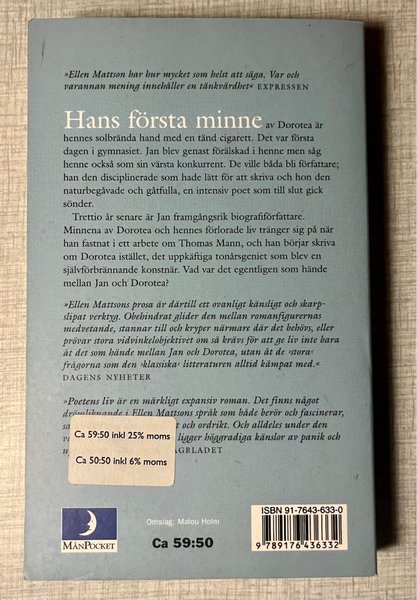 »Ellen Mattson har hur mycket som helst att säga. Var och
varannan mening innehåller en tänkvärdhet« EXPRESSEN
Hans första minne av Dorotea är
hennes solbrända hand med en tänd cigarett. Det var första
dagen i gymnasiet. Jan blev genast förälskad i henne men såg
henne också som sin värsta konkurrent. De ville båda bli författare;
han den disciplinerade som hade lätt för att skriva och hon den
naturbegåvade och gåtfulla, en intensiv poet som till slut gick
sönder.
Trettio år senare är Jan framgångsrik biografiförfattare.
Minnena av Dorotea och hennes förlorade liv tränger sig på när
han fastnat i ett arbete om Thomas Mann, och han börjar skriva
om Dorotea istället, det uppkäftiga tonårsgeniet som blev en
självförbrännande konstnär. Vad var det egentligen som hände
mellan Jan och Dorotea?
»Ellen Mattsons prosa är därtill ett ovanligt känsligt och skarp-
slipat verktyg. Obehindrat glider den mellan romanfigurernas
medvetande, stannar till och kryper närmare där det behövs, eller
prövar stora vidvinkelobjektivet om så krävs för att ge liv inte bara
åt det som hände mellan Jan och Dorotea, utan åt de ›stora‹
frågorna som den ›klassiska‹ litteraturen alltid kämpat med.«
DAGENS NYHETER
»Poetens liv är en märkligt expansiv roman. Det finns något
drömliknande i Ellen Mattsons språk som både berör och fascinerar,
och ordrikt. Och alldeles under den
ligger höggradiga känslor av panik och
Ca 59:50 inkl 25% moms
Ca 50:50 inkl 6% moms
MÅNPOCKET
Omslag: Malou Holm
Ca 59:50
ISBN 91-7643-633-0
9 789176 436332